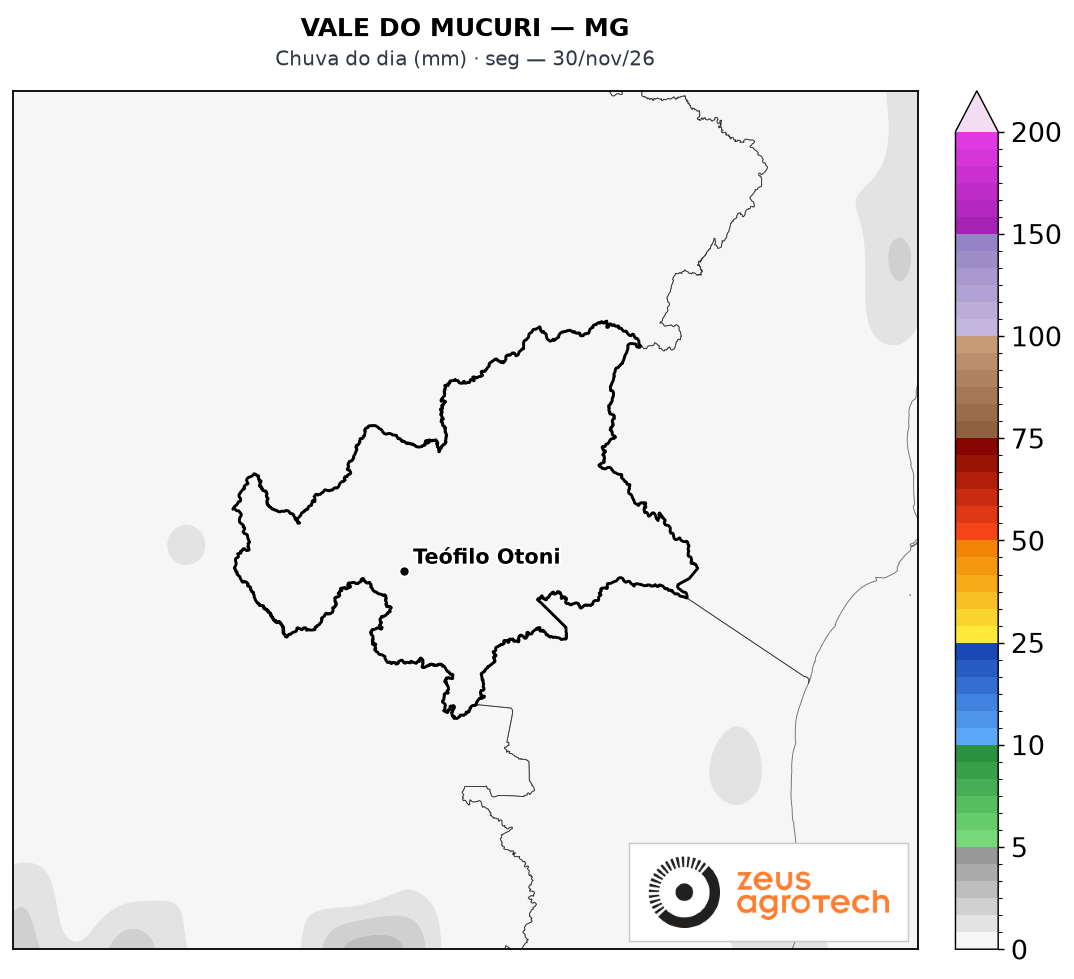 VALE DO MUCURI — MG
Chuva do dia (mm) · seg — 30/nov/26
200
150
100
75
50
25
10
5
0
Teófilo Otoni
zeus
agrotech